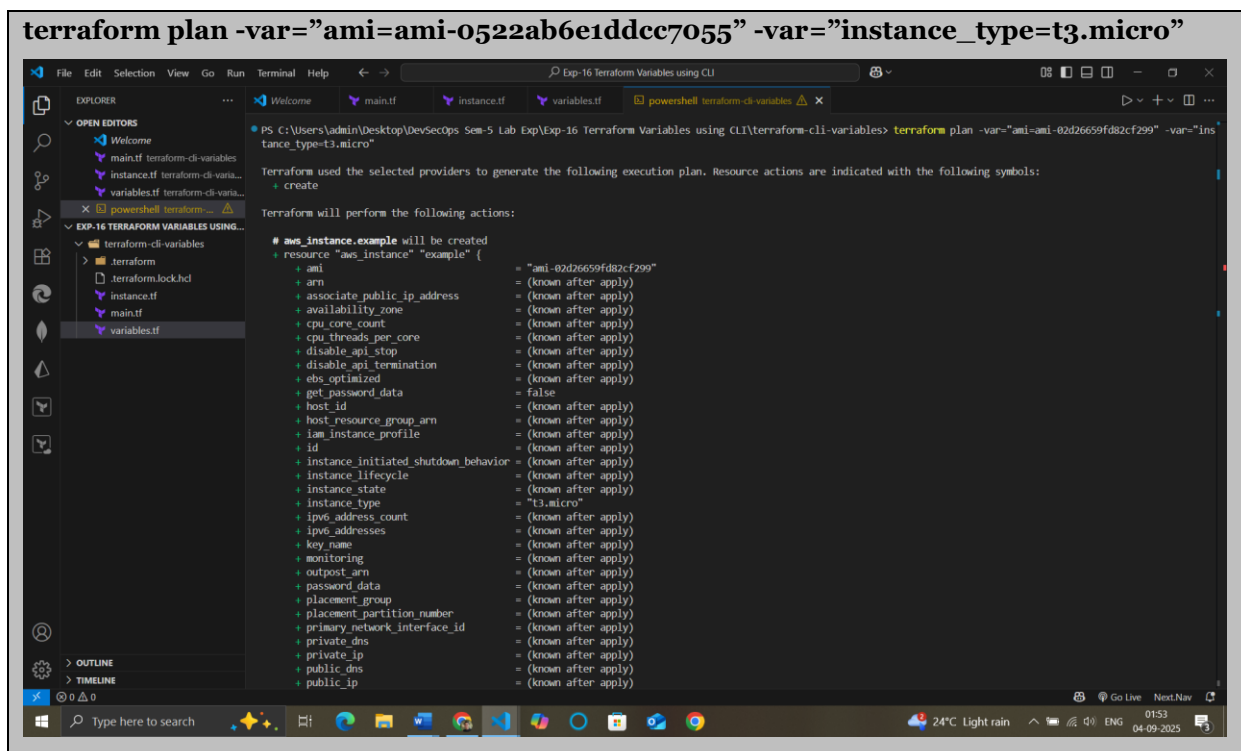 terraform plan -var=”ami=ami-0522ab6e1ddcc7055” -var=”instance_type=t3.micro”
File Edit Selection View Go Run Terminal Help
Exp-16 Terraform Variables using CLI
EXPLORER
Welcome main.tf instance.tf variables.tf powershell terraform-cli-variables
OPEN EDITORS
Welcome
main.tf terraform-cli-variables
instance.tf terraform-cli-varia...
variables.tf terraform-cli-varia...
powershell terraform-...
EXP-16 TERRAFORM VARIABLES USING...
terraform-cli-variables
.terraform
.terraform.lock.hcl
instance.tf
main.tf
variables.tf
OUTLINE
TIMELINE
PS C:\Users\admin\Desktop\DevSecOps Sem-5 Lab Exp\Exp-16 Terraform Variables using CLI\terraform-cli-variables> terraform plan -var="ami=ami-02d26659fd82cf299" -var="ins
tance_type=t3.micro"
Terraform used the selected providers to generate the following execution plan. Resource actions are indicated with the following symbols:
+ create
Terraform will perform the following actions:
# aws_instance.example will be created
+ resource "aws_instance" "example" {
+ ami = "ami-02d26659fd82cf299"
+ arn = (known after apply)
+ associate_public_ip_address = (known after apply)
+ availability_zone = (known after apply)
+ cpu_core_count = (known after apply)
+ cpu_threads_per_core = (known after apply)
+ disable_api_stop = (known after apply)
+ disable_api_termination = (known after apply)
+ ebs_optimized = (known after apply)
+ get_password_data = false
+ host_id = (known after apply)
+ host_resource_group_arn = (known after apply)
+ iam_instance_profile = (known after apply)
+ id = (known after apply)
+ instance_initiated_shutdown_behavior = (known after apply)
+ instance_lifecycle = (known after apply)
+ instance_state = (known after apply)
+ instance_type = "t3.micro"
+ ipv6_address_count = (known after apply)
+ ipv6_addresses = (known after apply)
+ key_name = (known after apply)
+ monitoring = (known after apply)
+ outpost_arn = (known after apply)
+ password_data = (known after apply)
+ placement_group = (known after apply)
+ placement_partition_number = (known after apply)
+ primary_network_interface_id = (known after apply)
+ private_dns = (known after apply)
+ private_ip = (known after apply)
+ public_dns = (known after apply)
+ public_ip = (known after apply)
0 0 Go Live Next.Nav
Type here to search 24°C Light rain ENG 01:53
04-09-2025 3